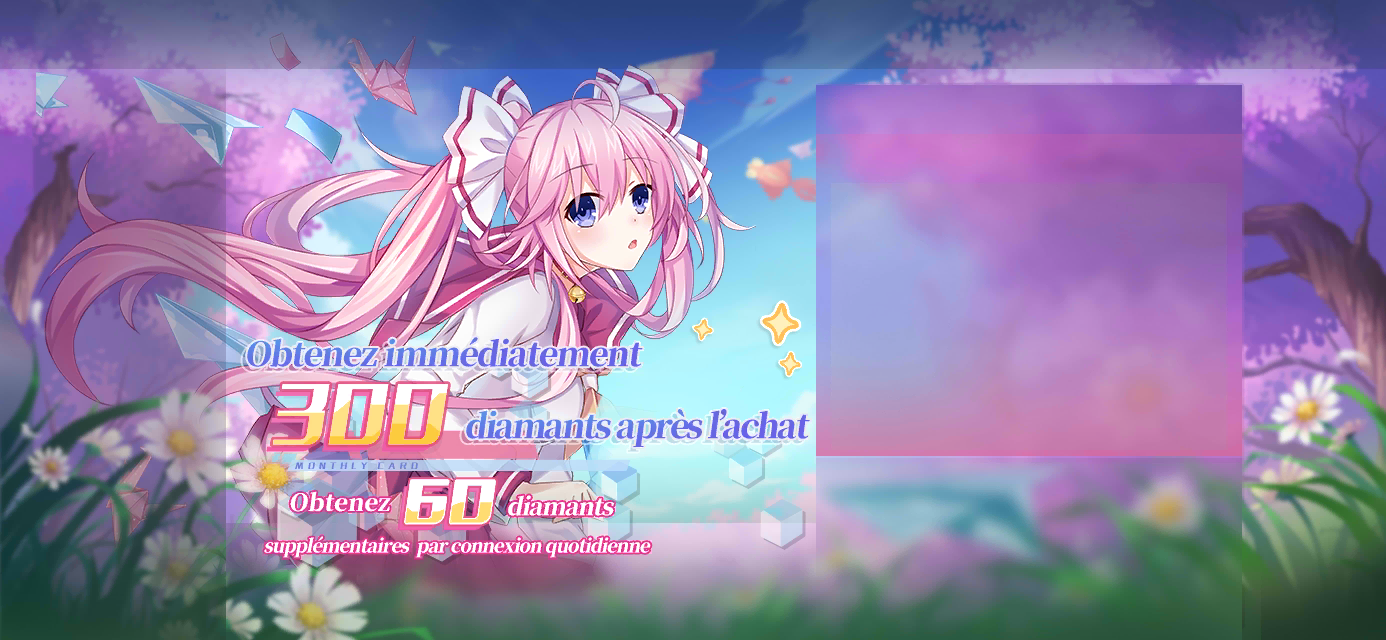 Obtenez immédiatement
300 diamants après l'achat
MONTHLY CARD
Obtenez 60 diamants
supplémentaires par connexion quotidienne